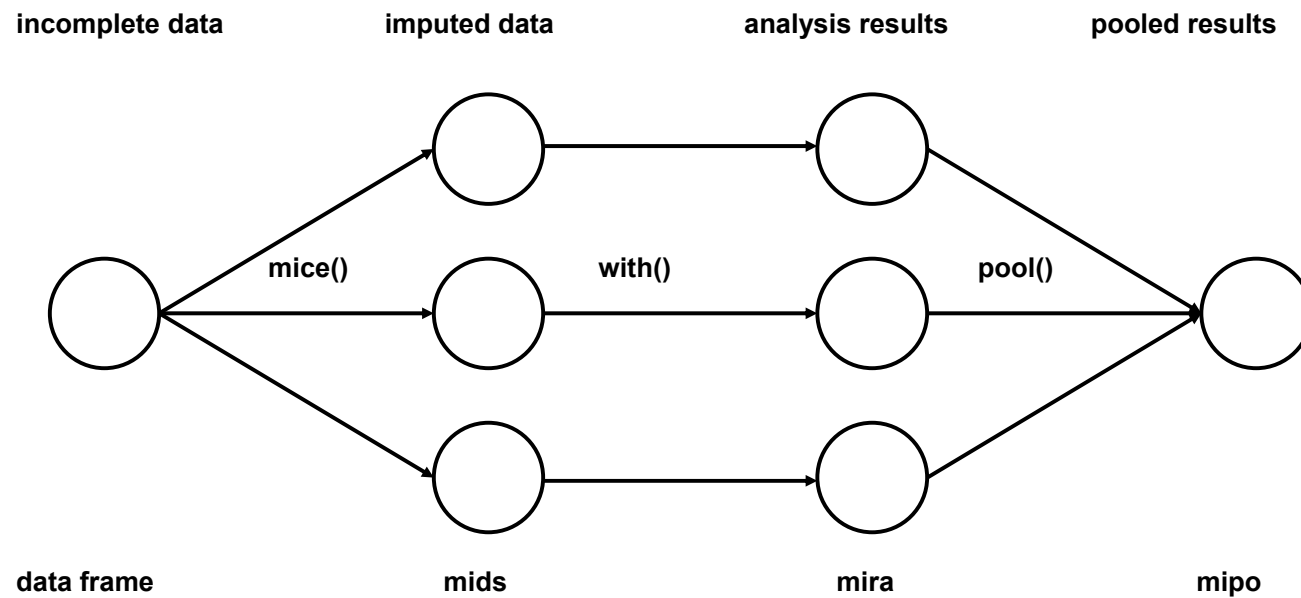 incomplete data imputed data analysis results pooled results
mice() with() pool()
data frame mids mira mipo